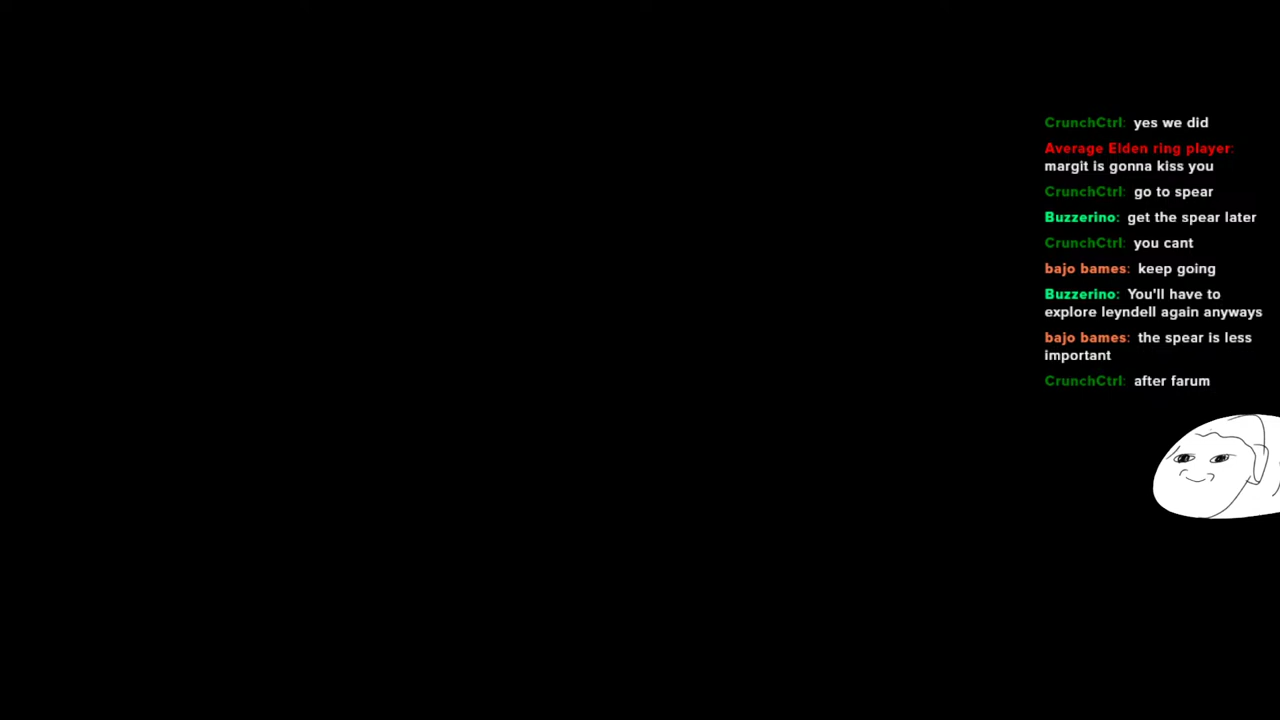 CrunchCtrl: yes we did
Average Elden ring player:
margit is gonna kiss you
CrunchCtrl: go to spear
Buzzerino: get the spear later
CrunchCtrl: you cant
bajo bames: keep going
Buzzerino: You'll have to
explore leyndell again anyways
bajo bames: the spear is less
important
CrunchCtrl: after farum